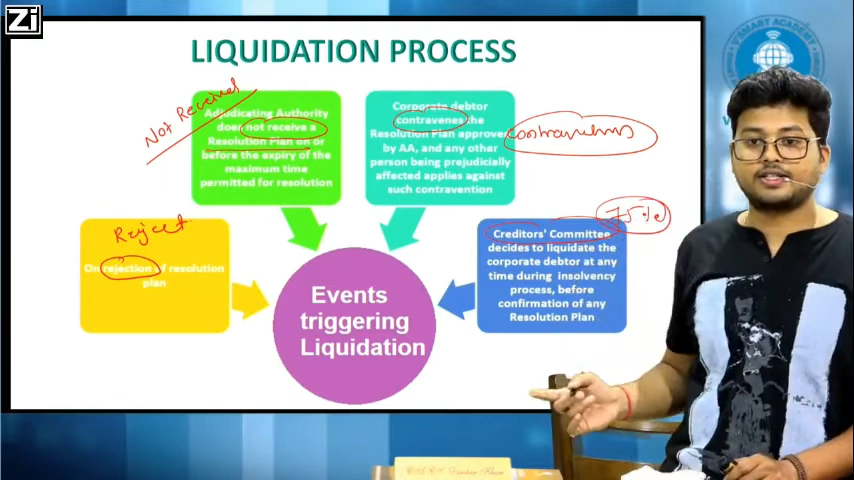 Zi
LIQUIDATION PROCESS
V'SMART ACADEMY
Not Received
Adjudicating Authority
does not receive a
Resolution Plan on or
before the expiry of the
maximum time
permitted for resolution
Corporate debtor
contravenes the
Resolution Plan approved
by AA, and any other
person being prejudicially
affected applies against
such contravention
Reject
On rejection of resolution
plan
75%
Creditors' Committee
decides to liquidate the
corporate debtor at any
time during insolvency
process, before
confirmation of any
Resolution Plan
Events
triggering
Liquidation